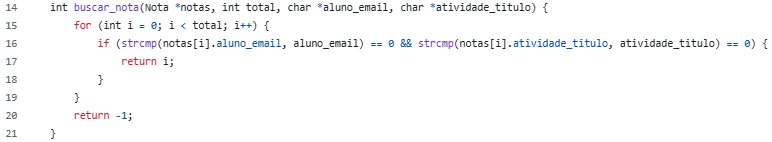 14 int buscar_nota(Nota *notas, int total, char *aluno_email, char *atividade_titulo) {
15 for (int i = 0; i < total; i++) {
16 if (strcmp(notas[i].aluno_email, aluno_email) == 0 && strcmp(notas[i].atividade_titulo, atividade_titulo) == 0) {
17 return i;
18 }
19 }
20 return -1;
21 }